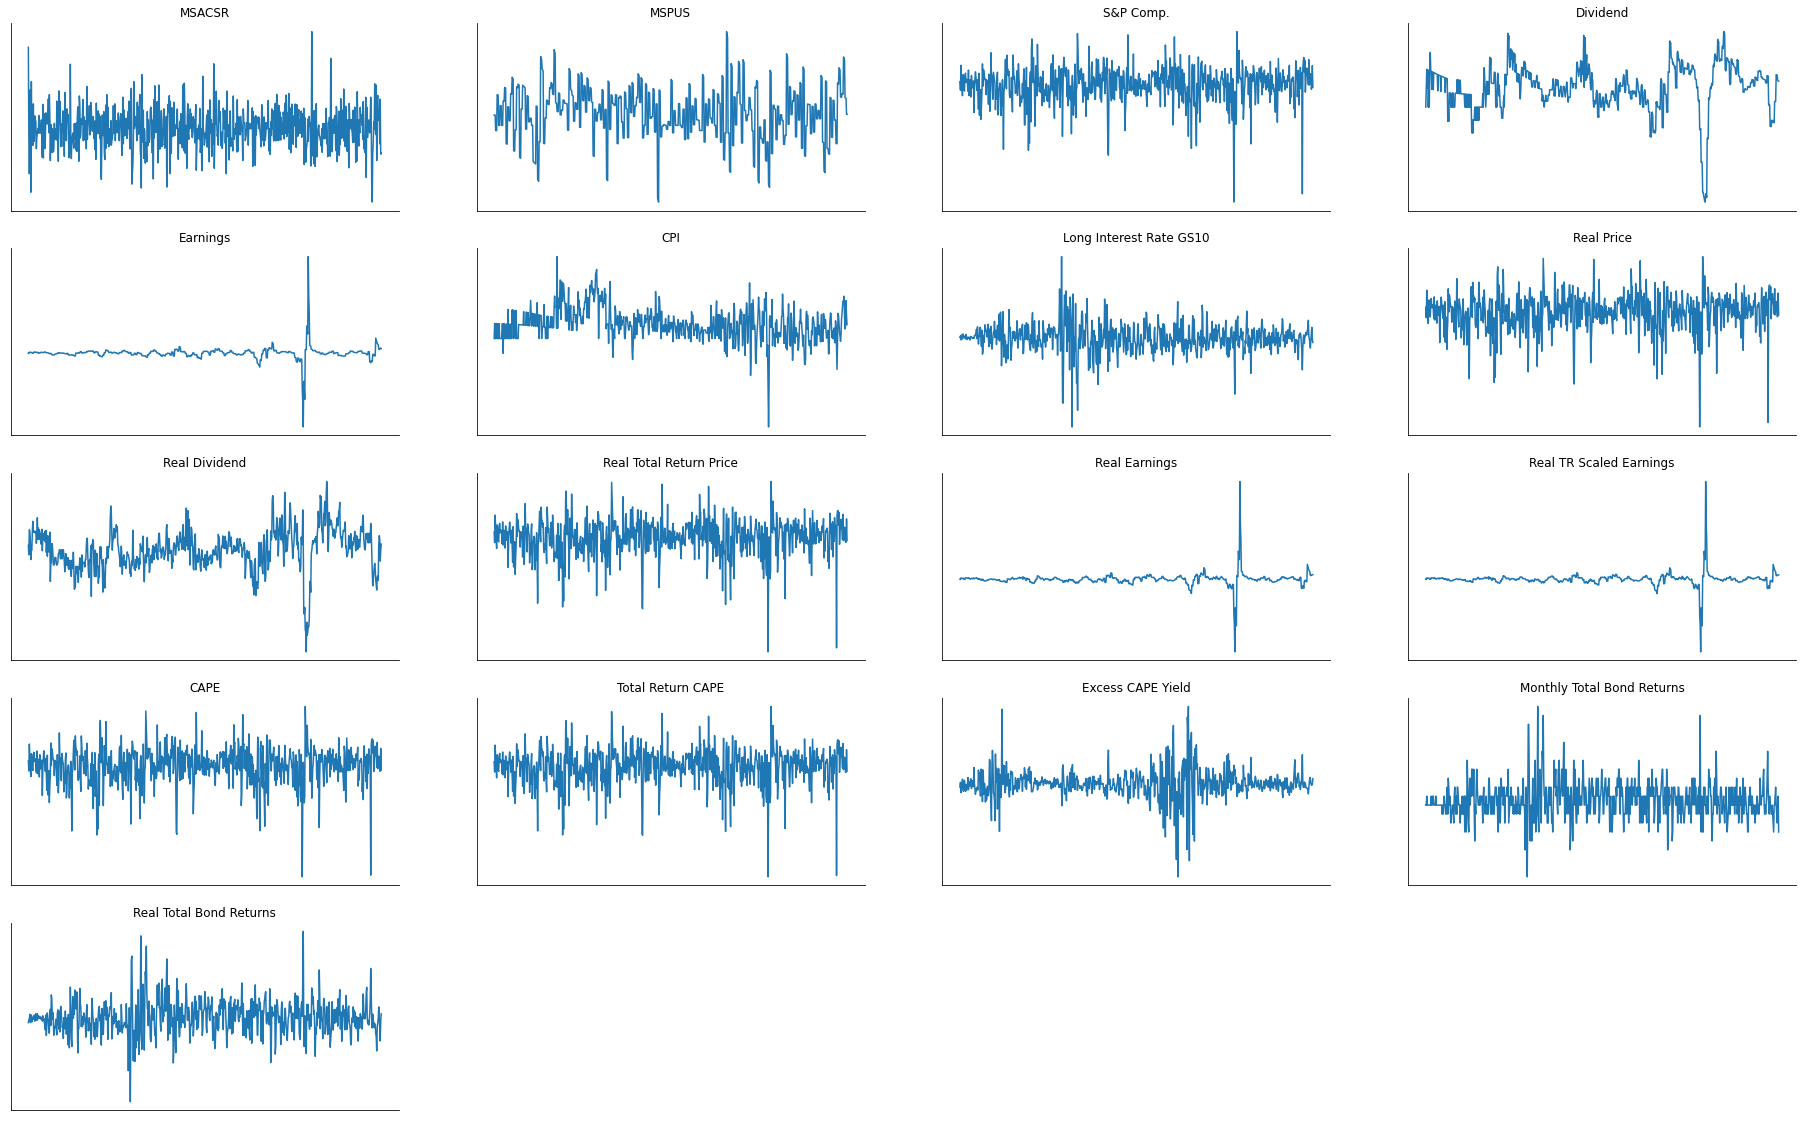 MSACSR
MSPUS
S&P Comp.
Dividend
Earnings
CPI
Long Interest Rate GS10
Real Price
Real Dividend
Real Total Return Price
Real Earnings
Real TR Scaled Earnings
CAPE
Total Return CAPE
Excess CAPE Yield
Monthly Total Bond Returns
Real Total Bond Returns